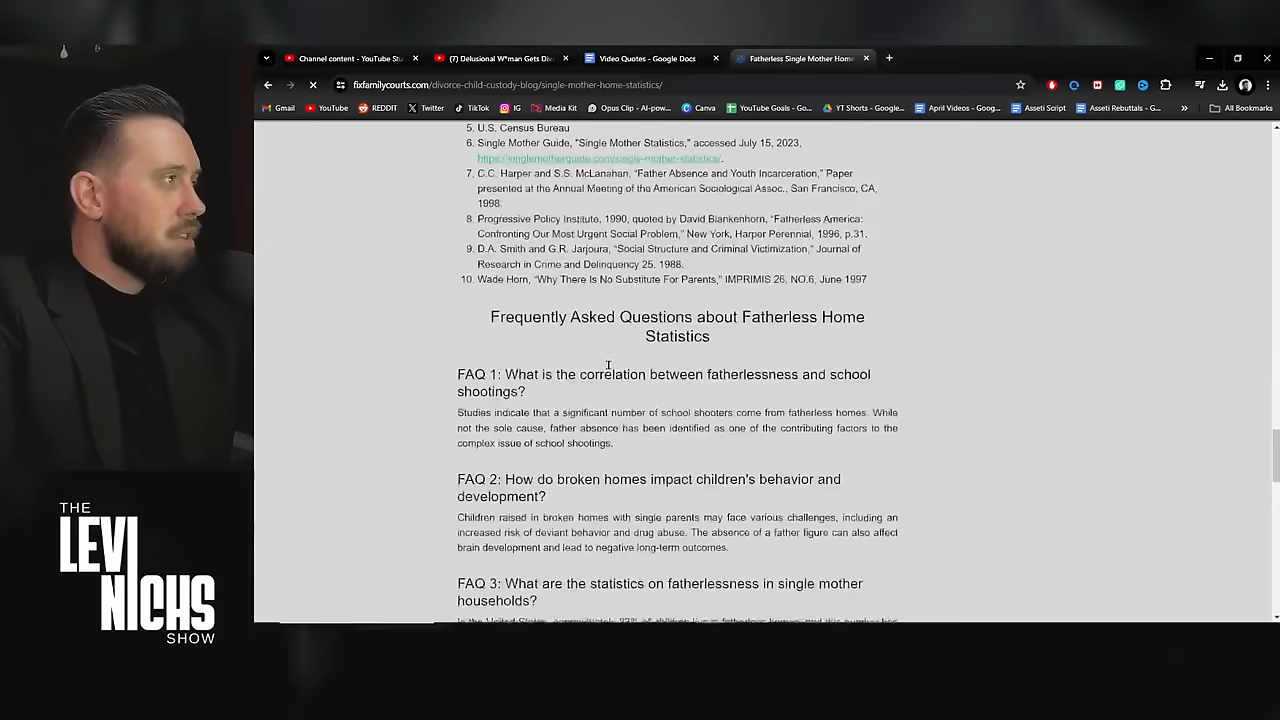 Channel content - YouTube Stu
(7) Delusional W*man Gets Div
Video Quotes - Google Docs
Fatherless Single Mother Hom
fixfamilycourts.com/divorce-child-custody-blog/single-mother-home-statistics/
Gmail
YouTube
REDDIT
Twitter
TikTok
IG
Media Kit
Opus Clip - AI-pow...
Canva
YouTube Goals - Go...
YT Shorts - Google...
April Videos - Goog...
Asseti Script
Asseti Rebuttals - G...
All Bookmarks
5. U.S. Census Bureau
6. Single Mother Guide, "Single Mother Statistics," accessed July 15, 2023,
https://singlemotherguide.com/single-mother-statistics/.
7. C.C. Harper and S.S. McLanahan, “Father Absence and Youth Incarceration,” Paper
presented at the Annual Meeting of the American Sociological Assoc., San Francisco, CA,
1998.
8. Progressive Policy Institute, 1990, quoted by David Blankenhorn, “Fatherless America:
Confronting Our Most Urgent Social Problem,” New York, Harper Perennial, 1996, p.31.
9. D.A. Smith and G.R. Jarjoura, “Social Structure and Criminal Victimization,” Journal of
Research in Crime and Delinquency 25. 1988.
10. Wade Horn, “Why There Is No Substitute For Parents,” IMPRIMIS 26, NO.6, June 1997
Frequently Asked Questions about Fatherless Home
Statistics
FAQ 1: What is the correlation between fatherlessness and school
shootings?
Studies indicate that a significant number of school shooters come from fatherless homes. While
not the sole cause, father absence has been identified as one of the contributing factors to the
complex issue of school shootings.
FAQ 2: How do broken homes impact children's behavior and
development?
Children raised in broken homes with single parents may face various challenges, including an
increased risk of deviant behavior and drug abuse. The absence of a father figure can also affect
brain development and lead to negative long-term outcomes.
FAQ 3: What are the statistics on fatherlessness in single mother
households?
THE
LEVI
NICHS
SHOW